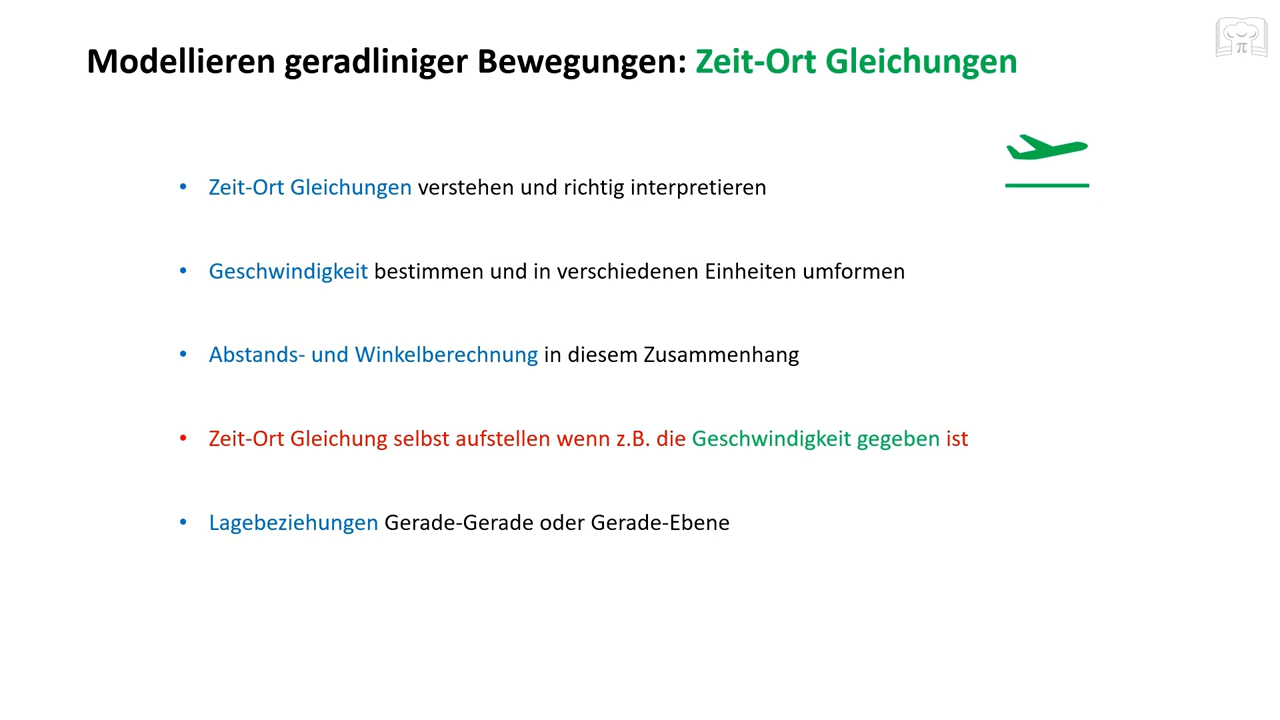 Modellieren geradliniger Bewegungen: Zeit-Ort Gleichungen
• Zeit-Ort Gleichungen verstehen und richtig interpretieren
• Geschwindigkeit bestimmen und in verschiedenen Einheiten umformen
• Abstands- und Winkelberechnung in diesem Zusammenhang
• Zeit-Ort Gleichung selbst aufstellen wenn z.B. die Geschwindigkeit gegeben ist
• Lagebeziehungen Gerade-Gerade oder Gerade-Ebene
π